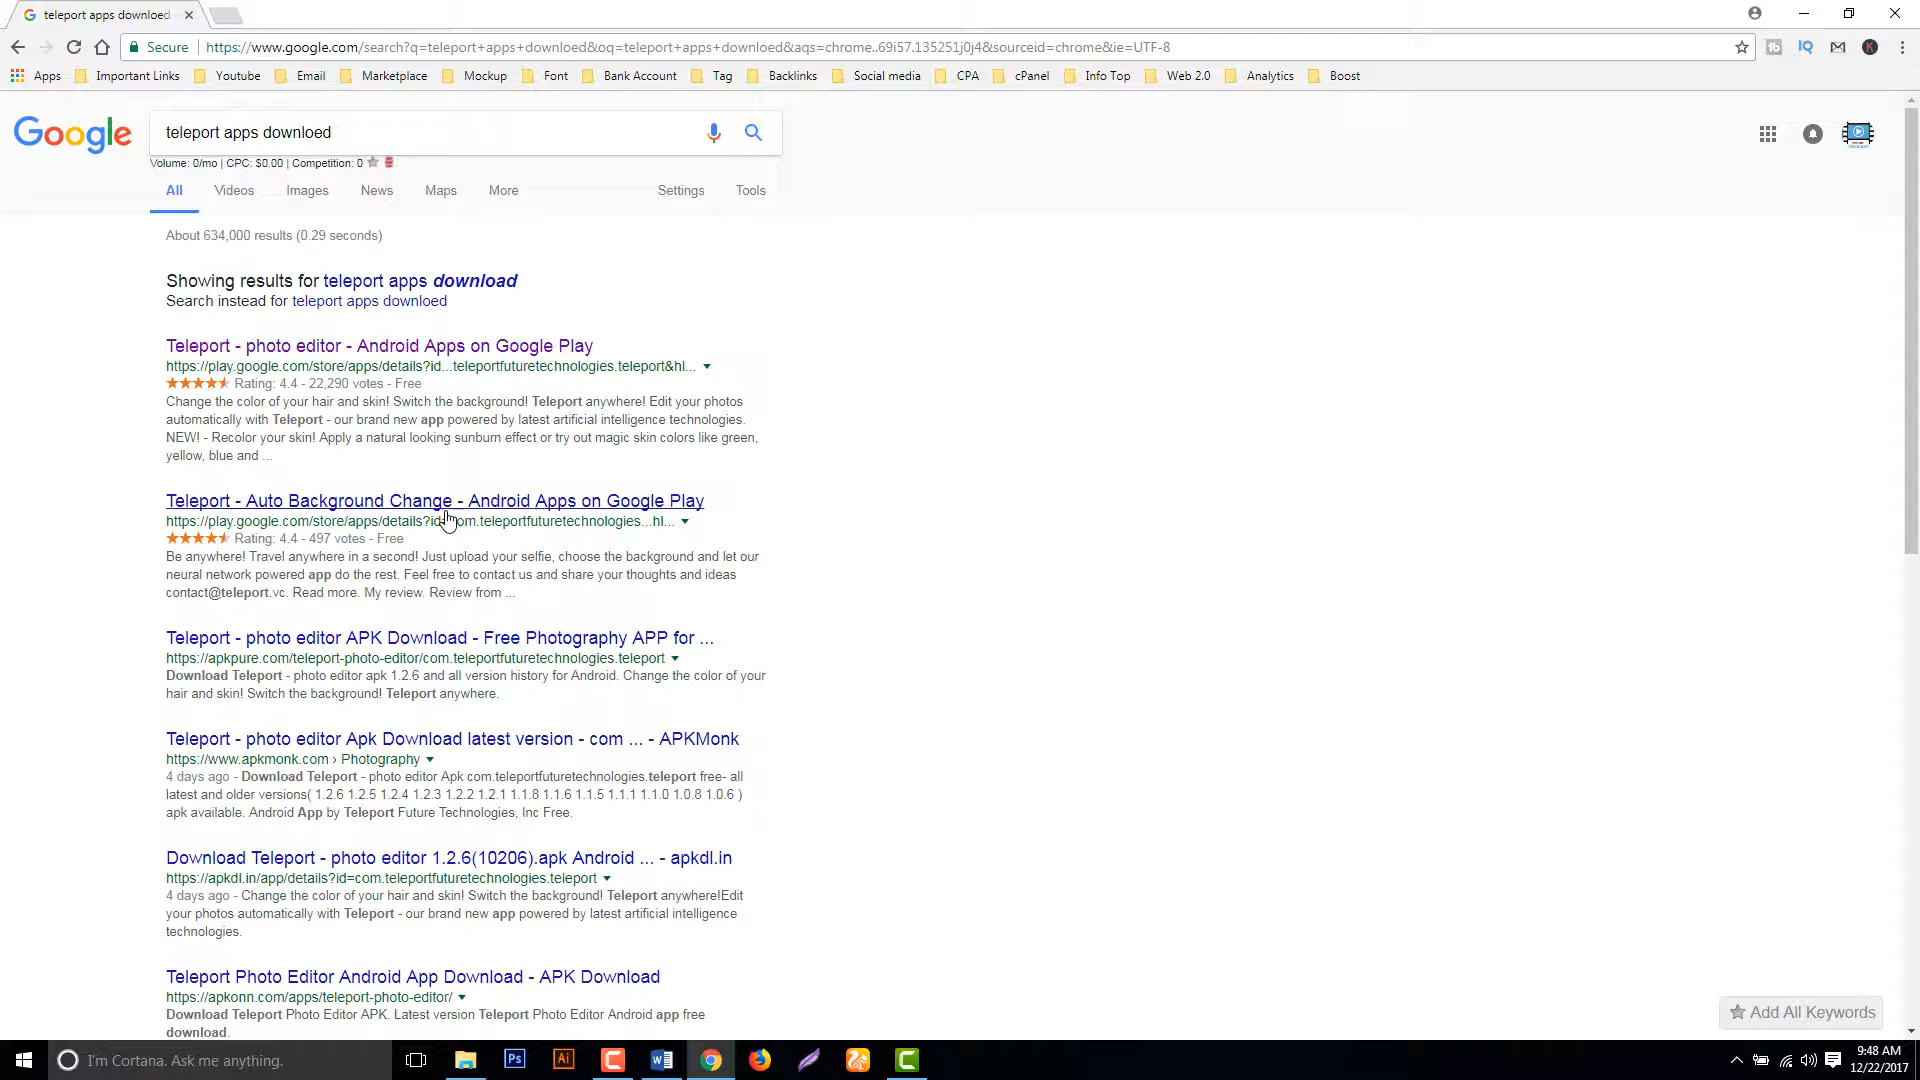 teleport apps downloed
Secure https://www.google.com/search?q=teleport+apps+downloed&oq=teleport+apps+downloed&aqs=chrome..69i57.135251j0j4&sourceid=chrome&ie=UTF-8
Apps Important Links Youtube Email Marketplace Mockup Font Bank Account Tag Backlinks Social media CPA cPanel Info Top Web 2.0 Analytics Boost
Google teleport apps downloed
Volume: 0/mo | CPC: $0.00 | Competition: 0
All Videos Images News Maps More Settings Tools
About 634,000 results (0.29 seconds)
Showing results for teleport apps download
Search instead for teleport apps downloed
Teleport - photo editor - Android Apps on Google Play
https://play.google.com/store/apps/details?id...teleportfuturetechnologies.teleport&hl...
Rating: 4.4 - 22,290 votes - Free
Change the color of your hair and skin! Switch the background! Teleport anywhere! Edit your photos
automatically with Teleport - our brand new app powered by latest artificial intelligence technologies.
NEW! - Recolor your skin! Apply a natural looking sunburn effect or try out magic skin colors like green,
yellow, blue and ...
Teleport - Auto Background Change - Android Apps on Google Play
https://play.google.com/store/apps/details?id=com.teleportfuturetechnologies...hl...
Rating: 4.4 - 497 votes - Free
Be anywhere! Travel anywhere in a second! Just upload your selfie, choose the background and let our
neural network powered app do the rest. Feel free to contact us and share your thoughts and ideas
contact@teleport.vc. Read more. My review. Review from ...
Teleport - photo editor APK Download - Free Photography APP for ...
https://apkpure.com/teleport-photo-editor/com.teleportfuturetechnologies.teleport
Download Teleport - photo editor apk 1.2.6 and all version history for Android. Change the color of your
hair and skin! Switch the background! Teleport anywhere.
Teleport - photo editor Apk Download latest version - com ... - APKMonk
https://www.apkmonk.com › Photography
4 days ago - Download Teleport - photo editor Apk com.teleportfuturetechnologies.teleport free- all
latest and older versions( 1.2.6 1.2.5 1.2.4 1.2.3 1.2.2 1.2.1 1.1.8 1.1.6 1.1.5 1.1.1 1.1.0 1.0.8 1.0.6 )
apk available. Android App by Teleport Future Technologies, Inc Free.
Download Teleport - photo editor 1.2.6(10206).apk Android ... - apkdl.in
https://apkdl.in/app/details?id=com.teleportfuturetechnologies.teleport
4 days ago - Change the color of your hair and skin! Switch the background! Teleport anywhere!Edit
your photos automatically with Teleport - our brand new app powered by latest artificial intelligence
technologies.
Teleport Photo Editor Android App Download - APK Download
https://apkonn.com/apps/teleport-photo-editor/
Download Teleport Photo Editor APK. Latest version Teleport Photo Editor Android app free
download.
Add All Keywords
I'm Cortana. Ask me anything.
Ps
Ai
9:48 AM
12/22/2017